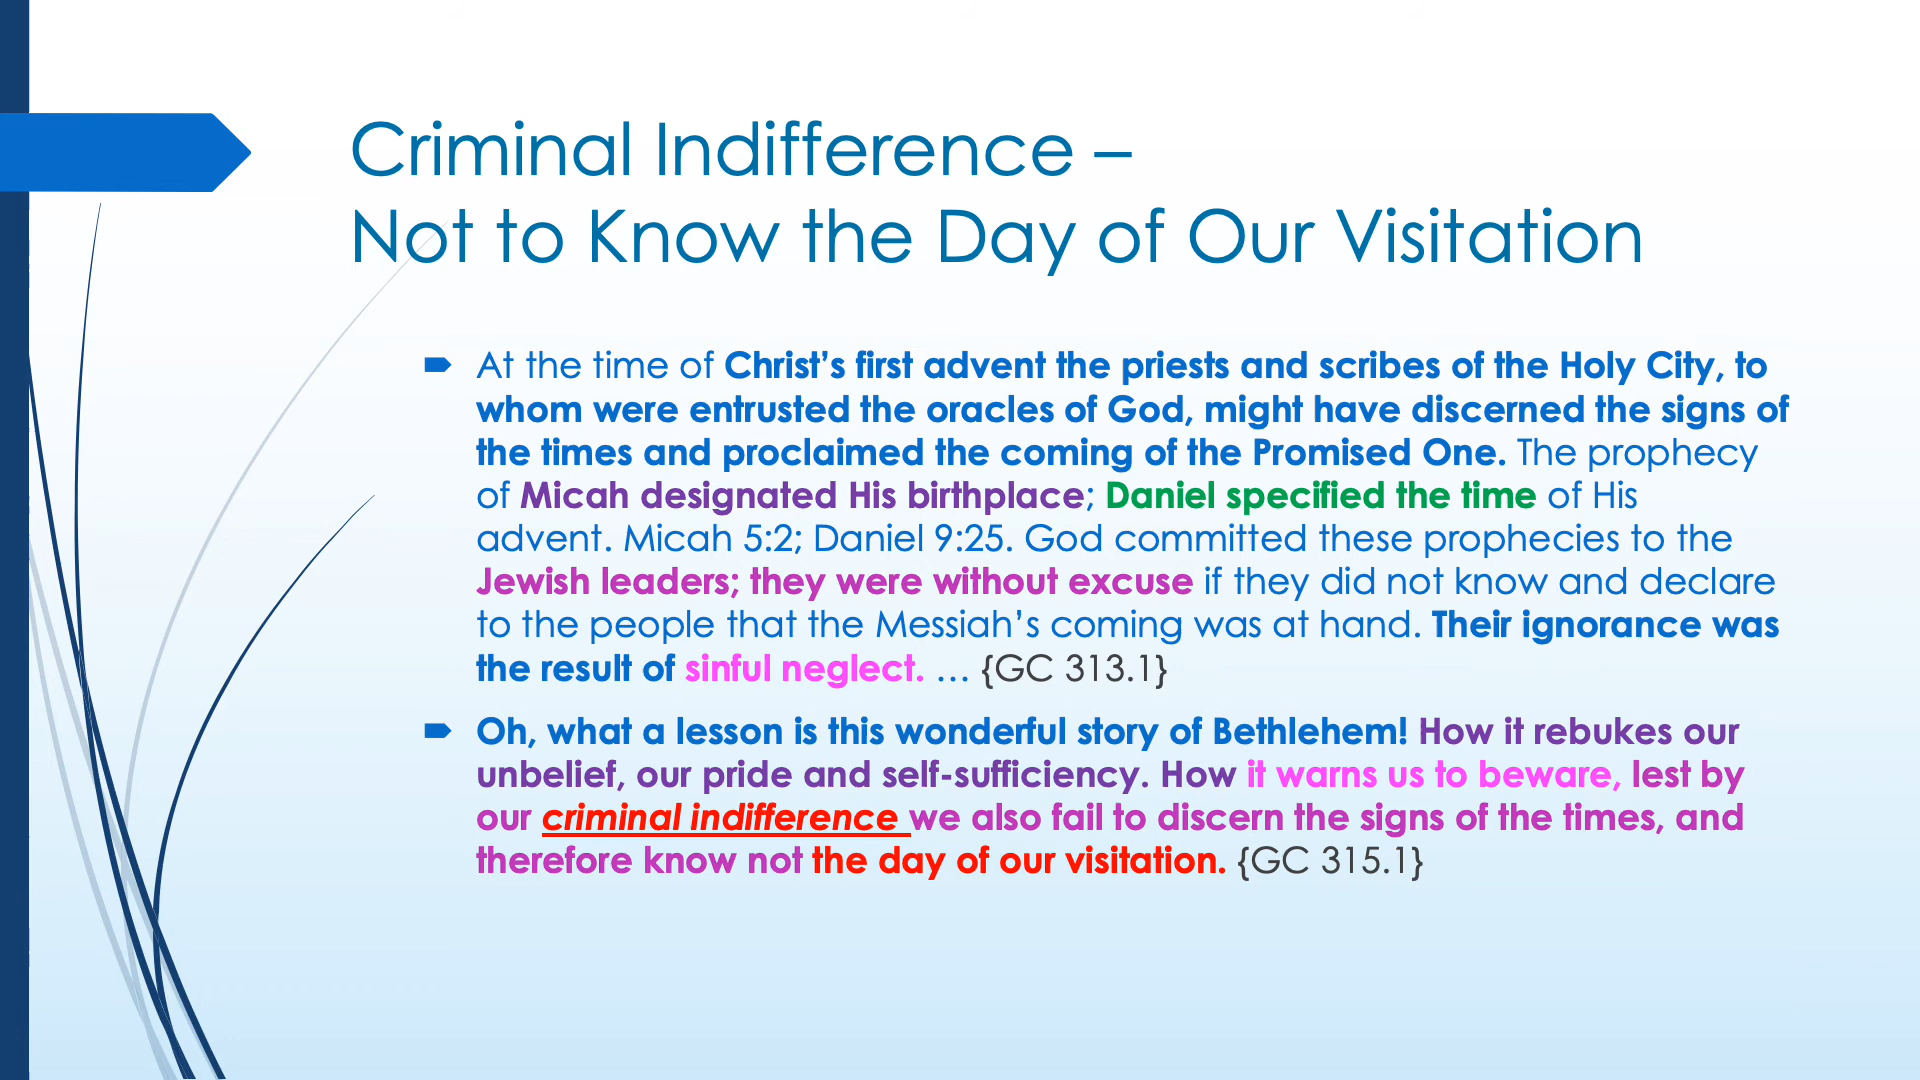 Criminal Indifference –
Not to Know the Day of Our Visitation
At the time of Christ’s first advent the priests and scribes of the Holy City, to
whom were entrusted the oracles of God, might have discerned the signs of
the times and proclaimed the coming of the Promised One. The prophecy
of Micah designated His birthplace; Daniel specified the time of His
advent. Micah 5:2; Daniel 9:25. God committed these prophecies to the
Jewish leaders; they were without excuse if they did not know and declare
to the people that the Messiah’s coming was at hand. Their ignorance was
the result of sinful neglect. … {GC 313.1}
Oh, what a lesson is this wonderful story of Bethlehem! How it rebukes our
unbelief, our pride and self-sufficiency. How it warns us to beware, lest by
our criminal indifference we also fail to discern the signs of the times, and
therefore know not the day of our visitation. {GC 315.1}